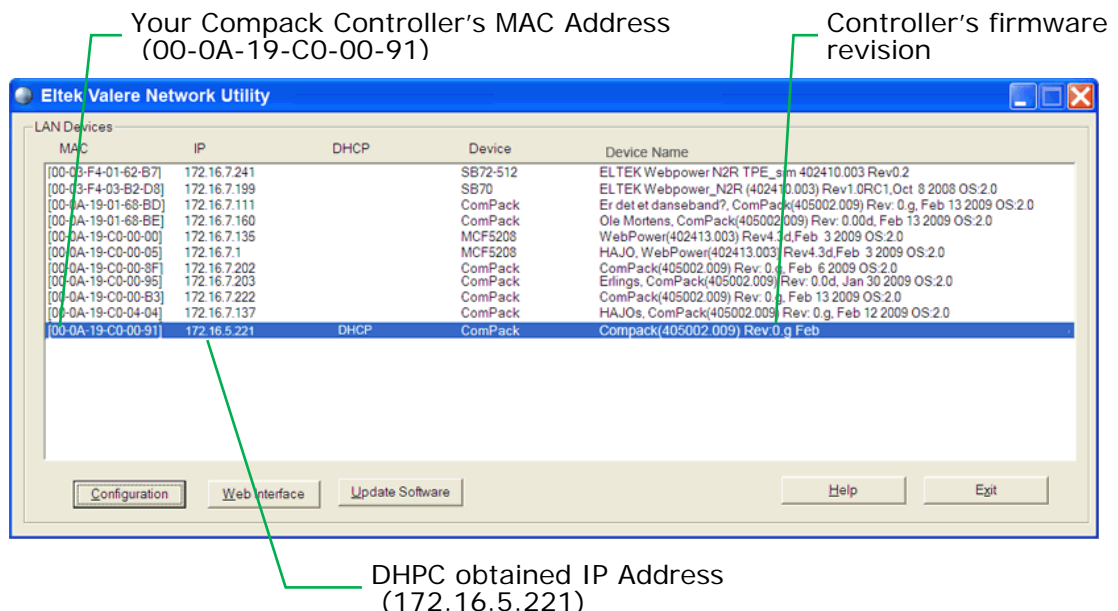 Your Compack Controller's MAC Address
(00-0A-19-C0-00-91)
Controller's firmware
revision
Eltek Valere Network Utility
LAN Devices
MAC IP DHCP Device Device Name
[00-03-F4-01-62-B7] 172.16.7.241 SB72-512 ELTEK Webpower N2R TPE_sim 402410.003 Rev0.2
[00-03-F4-03-B2-D8] 172.16.7.199 SB70 ELTEK Webpower_N2R (402410.003) Rev1.0RC1,Oct 8 2008 OS:2.0
[00-0A-19-01-68-BD] 172.16.7.111 ComPack Er det et danseband?, ComPack(405002.009) Rev: 0.g, Feb 13 2009 OS:2.0
[00-0A-19-01-68-BE] 172.16.7.160 ComPack Ole Mortens, ComPack(405002.009) Rev: 0.00d, Feb 13 2009 OS:2.0
[00-0A-19-C0-00-00] 172.16.7.135 MCF5208 WebPower(402413.003) Rev4.3d,Feb 3 2009 OS:2.0
[00-0A-19-C0-00-05] 172.16.7.1 MCF5208 HAJO, WebPower(402413.003) Rev4.3d,Feb 3 2009 OS:2.0
[00-0A-19-C0-00-8F] 172.16.7.202 ComPack ComPack(405002.009) Rev: 0.g, Feb 6 2009 OS:2.0
[00-0A-19-C0-00-95] 172.16.7.203 ComPack Erlings, ComPack(405002.009) Rev: 0.0d, Jan 30 2009 OS:2.0
[00-0A-19-C0-00-B3] 172.16.7.222 ComPack ComPack(405002.009) Rev: 0.g, Feb 13 2009 OS:2.0
[00-0A-19-C0-04-04] 172.16.7.137 ComPack HAJOs, ComPack(405002.009) Rev: 0.g, Feb 12 2009 OS:2.0
[00-0A-19-C0-00-91] 172.16.5.221 DHCP ComPack Compack(405002.009) Rev:0.g Feb
Configuration Web Interface Update Software Help Exit
DHPC obtained IP Address
(172.16.5.221)